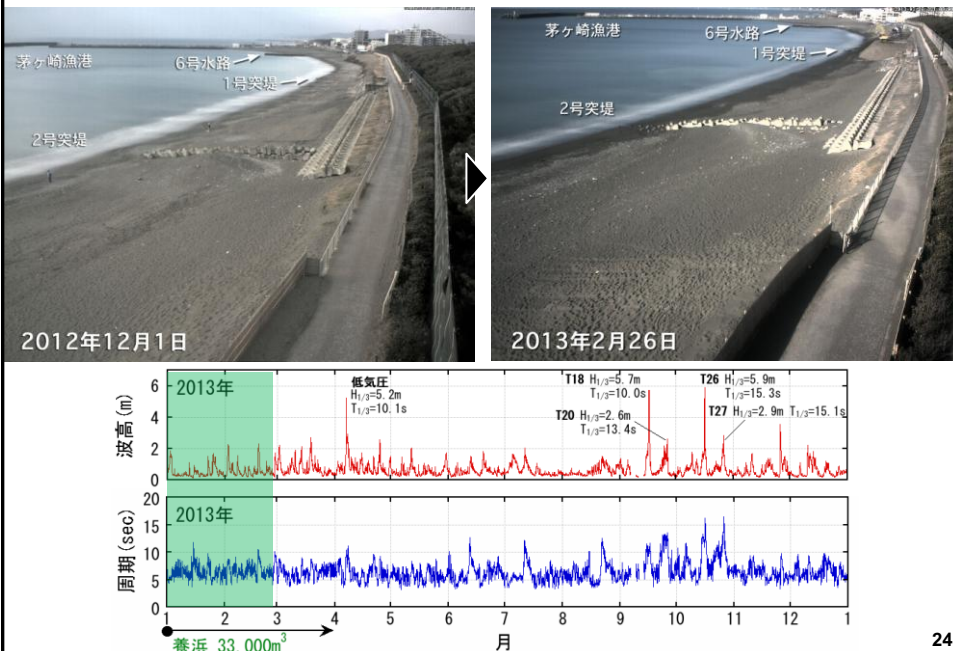 茅ヶ崎漁港
6号水路
1号突堤
2号突堤
2012年12月1日
茅ヶ崎漁港
6号水路
1号突堤
2号突堤
2013年2月26日
波高 (m)
6
4
2
0
2013年
低気圧
H1/3=5.2m
T1/3=10.1s
T18 H1/3=5.7m
T1/3=10.0s
T20 H1/3=2.6m
T1/3=13.4s
T26 H1/3=5.9m
T1/3=15.3s
T27 H1/3=2.9m T1/3=15.1s
周期 (sec)
20
15
10
5
0
2013年
1 2 3 4 5 6 7 8 9 10 11 12 1
月
養浜 33,000m³
24